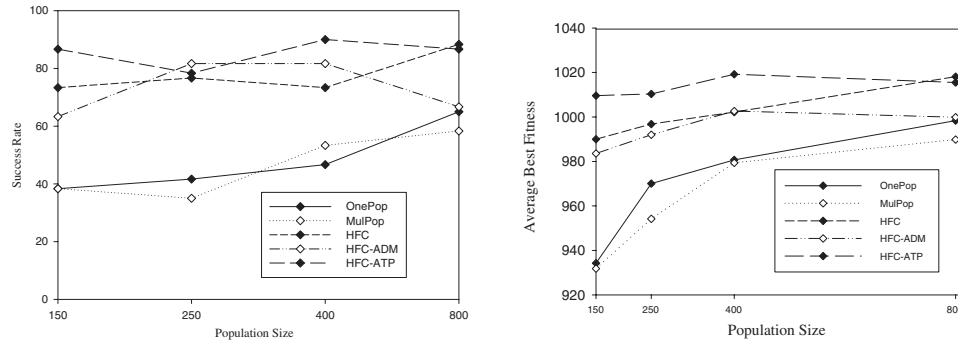 100
80
60
40
20
0
Success Rate
150 250 400 800
Population Size
OnePop
MulPop
HFC
HFC-ADM
HFC-ATP
1040
1020
1000
980
960
940
920
Average Best Fitness
150 250 400 80
Population Size
OnePop
MulPop
HFC
HFC-ADM
HFC-ATP